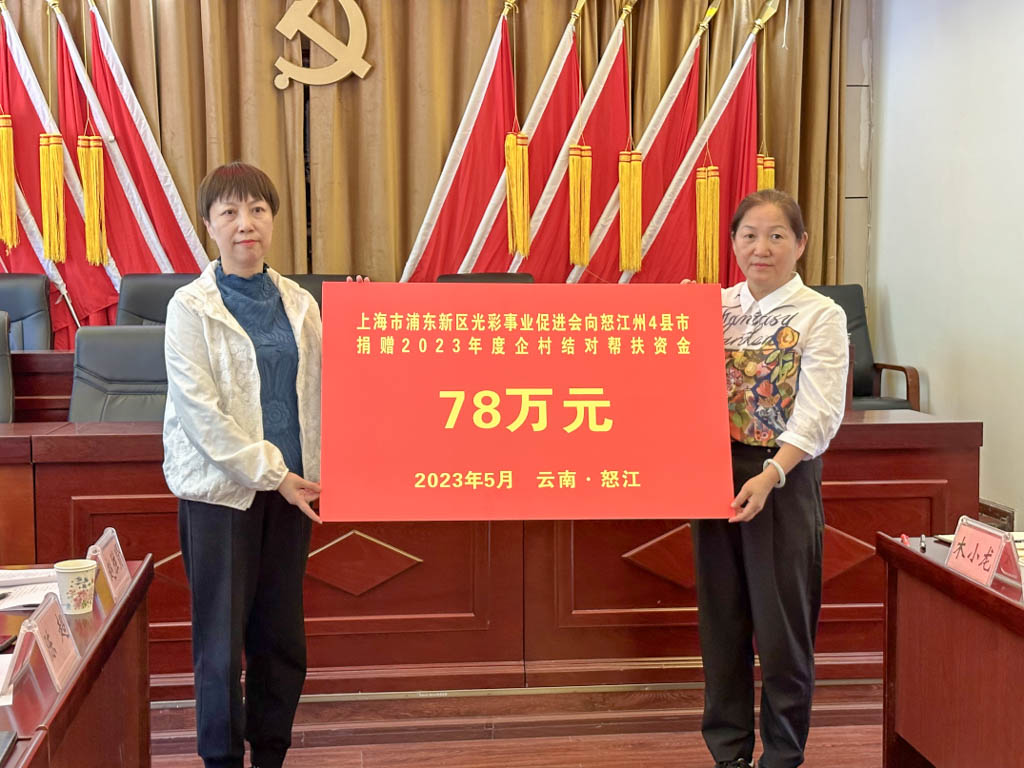 上海市浦东新区光彩事业促进会向怒江州4县市
捐赠2023年度企村结对帮扶资金
78万元
2023年5月 云南·怒江
Fantasy
木小龙